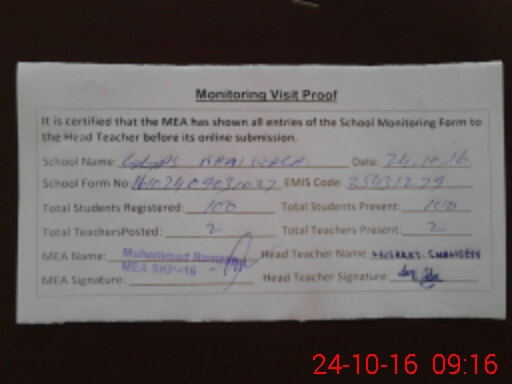 Monitoring Visit Proof
It is certified that the MEA has shown all entries of the School Monitoring Form to
the Head Teacher before its online submission.
School Name: Date: 24.10.16
School Form No EMIS Code:
Total Students Registered: 100 Total Students Present: 100
Total TeachersPosted: 2 Total Teachers Present: 2
MEA Name: Muhammad Head Teacher Name:
MEA SKP-16
MEA Signature: Head Teacher Signature:
24-10-16 09:16